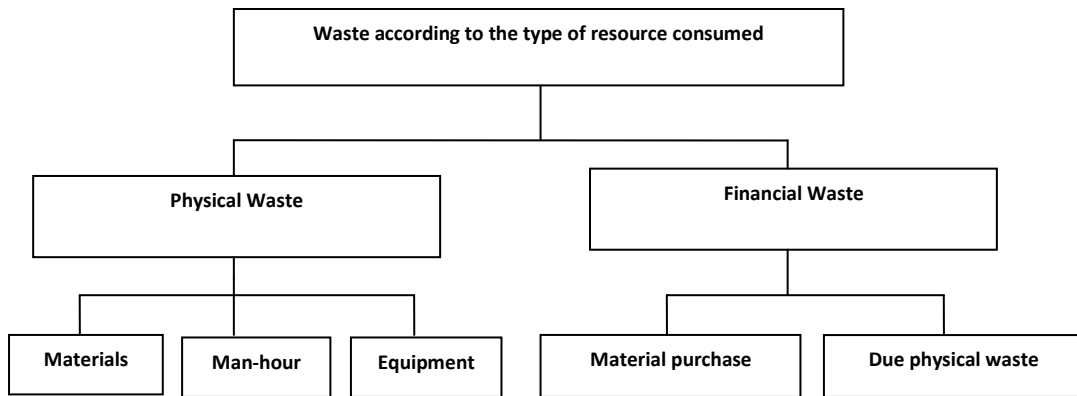 Waste according to the type of resource consumed
Physical Waste
Financial Waste
Materials
Man-hour
Equipment
Material purchase
Due physical waste